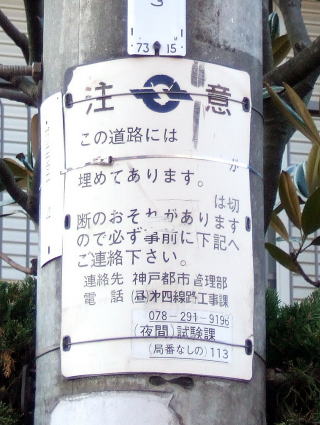 73 15
注 意
この道路には
が
埋めてあります。
は切
断のおそれがあります
ので必ず事前に下記へ
ご連絡下さい。
連絡先 神戸都市管理部
電話 四線路工事課
078-291-9196
(夜間)試験課
(局番なしの)113